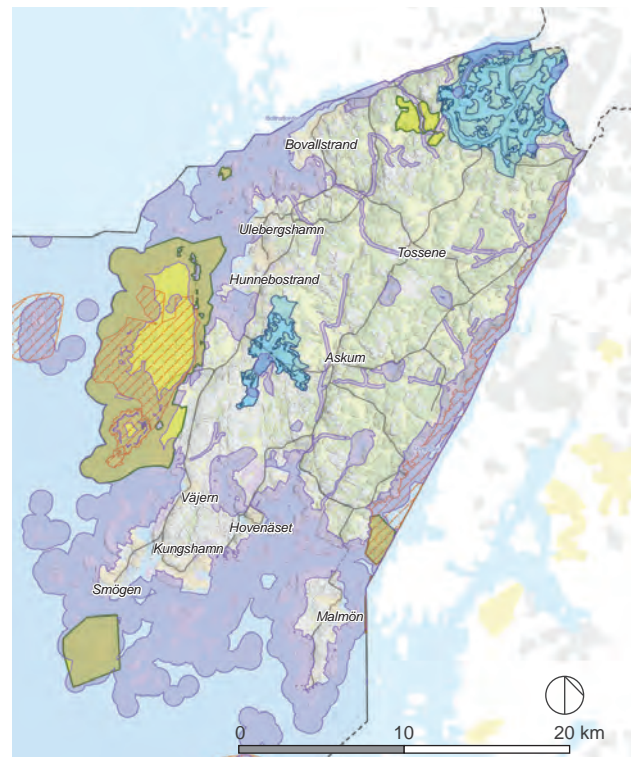 Bovallstrand
Ulebergshamn
Tossene
Hunnebostrand
Askum
Väjern
Hovenäset
Kungshamn
Smögen
Malmön
0 10 20 km